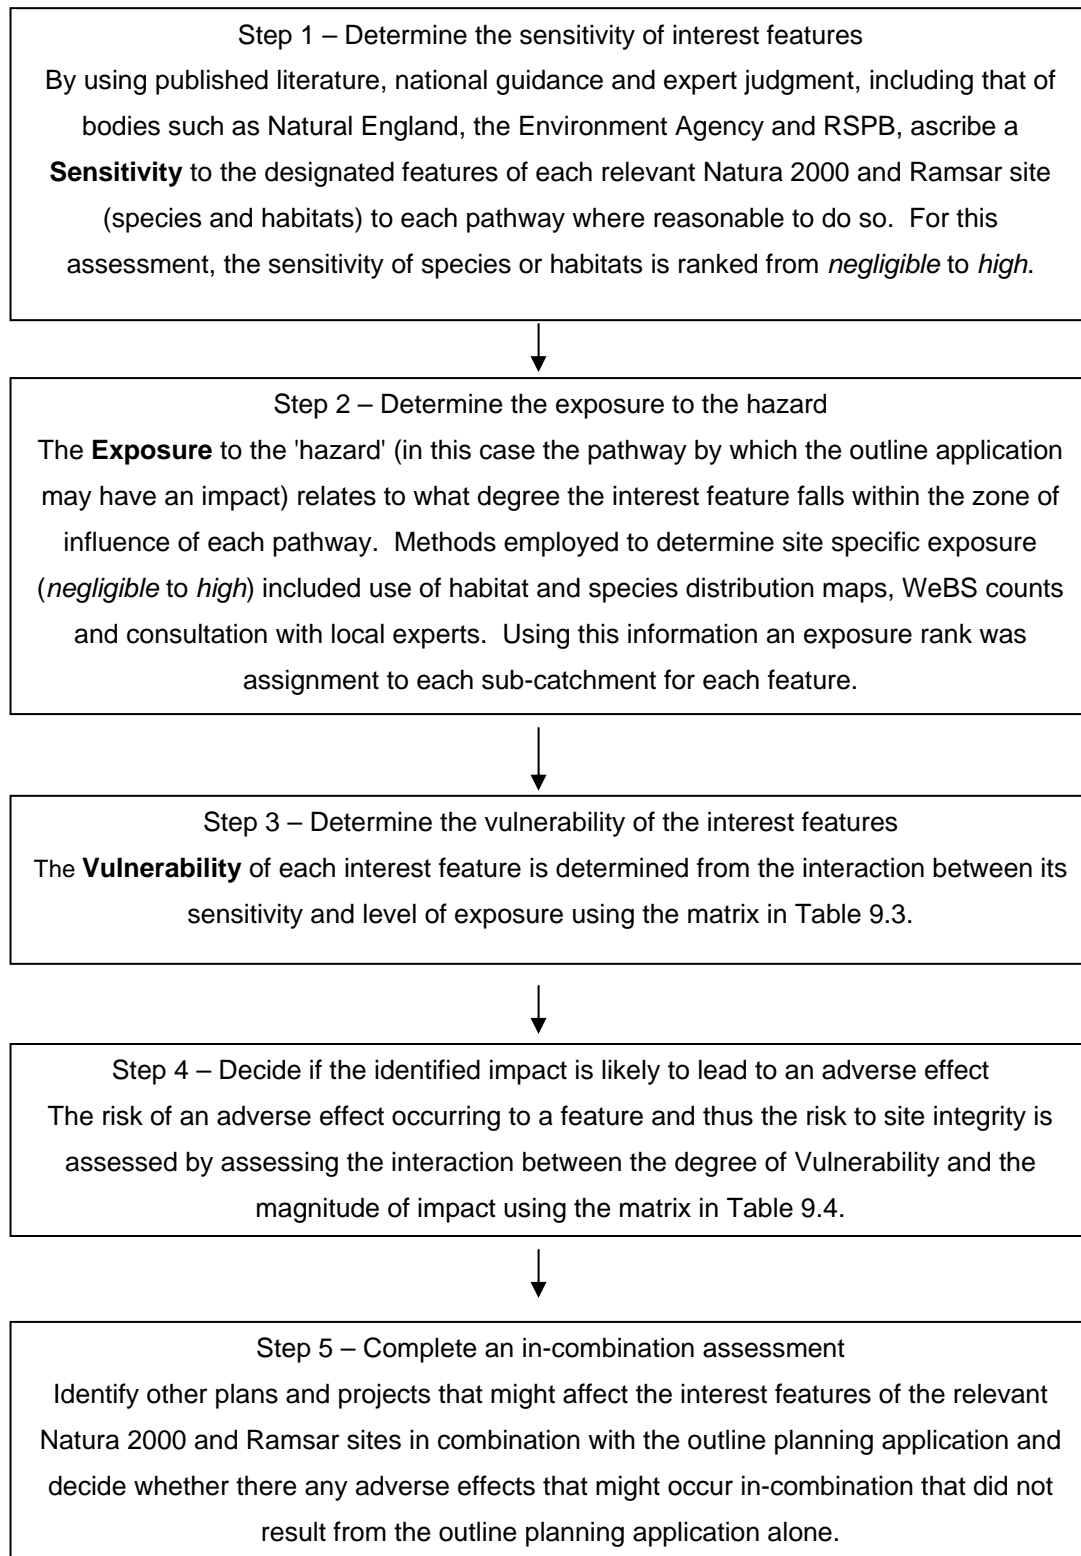 Step 1 – Determine the sensitivity of interest features
By using published literature, national guidance and expert judgment, including that of
bodies such as Natural England, the Environment Agency and RSPB, ascribe a
Sensitivity to the designated features of each relevant Natura 2000 and Ramsar site
(species and habitats) to each pathway where reasonable to do so.  For this
assessment, the sensitivity of species or habitats is ranked from negligible to high.
Step 2 – Determine the exposure to the hazard
The Exposure to the 'hazard' (in this case the pathway by which the outline application
may have an impact) relates to what degree the interest feature falls within the zone of
influence of each pathway.  Methods employed to determine site specific exposure
(negligible to high) included use of habitat and species distribution maps, WeBS counts
and consultation with local experts.  Using this information an exposure rank was
assignment to each sub-catchment for each feature.
Step 3 – Determine the vulnerability of the interest features
The Vulnerability of each interest feature is determined from the interaction between its
sensitivity and level of exposure using the matrix in Table 9.3.
Step 4 – Decide if the identified impact is likely to lead to an adverse effect
The risk of an adverse effect occurring to a feature and thus the risk to site integrity is
assessed by assessing the interaction between the degree of Vulnerability and the
magnitude of impact using the matrix in Table 9.4.
Step 5 – Complete an in-combination assessment
Identify other plans and projects that might affect the interest features of the relevant
Natura 2000 and Ramsar sites in combination with the outline planning application and
decide whether there any adverse effects that might occur in-combination that did not
result from the outline planning application alone.